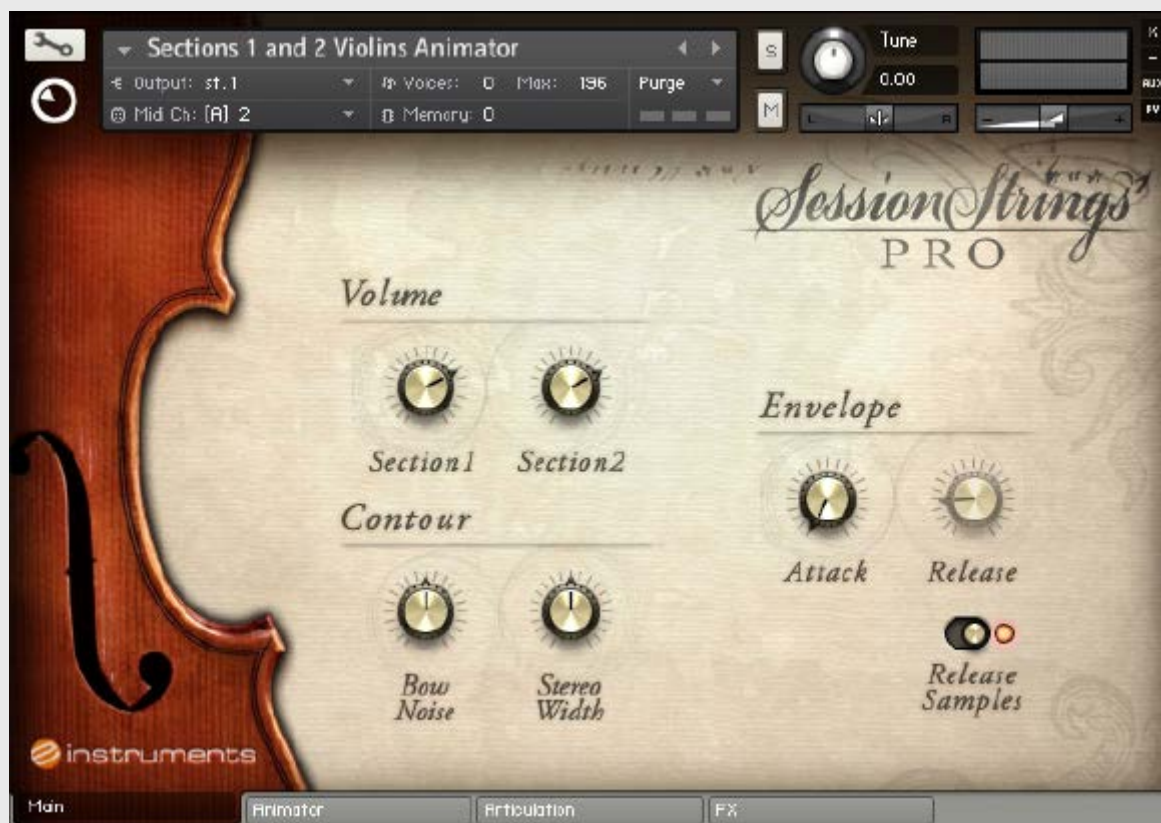 Sections 1 and 2 Violins Animator
Output: st.1
Voices: 0 Max: 196
Purge
Midi Ch: [A] 2
Memory: 0
S
M
Tune
0.00
L
R
-
+
AUX
PV
Session Strings
PRO
Volume
Section1
Section2
Contour
Bow
Noise
Stereo
Width
Envelope
Attack
Release
Release
Samples
e instruments
Main
Animator
Articulation
FX